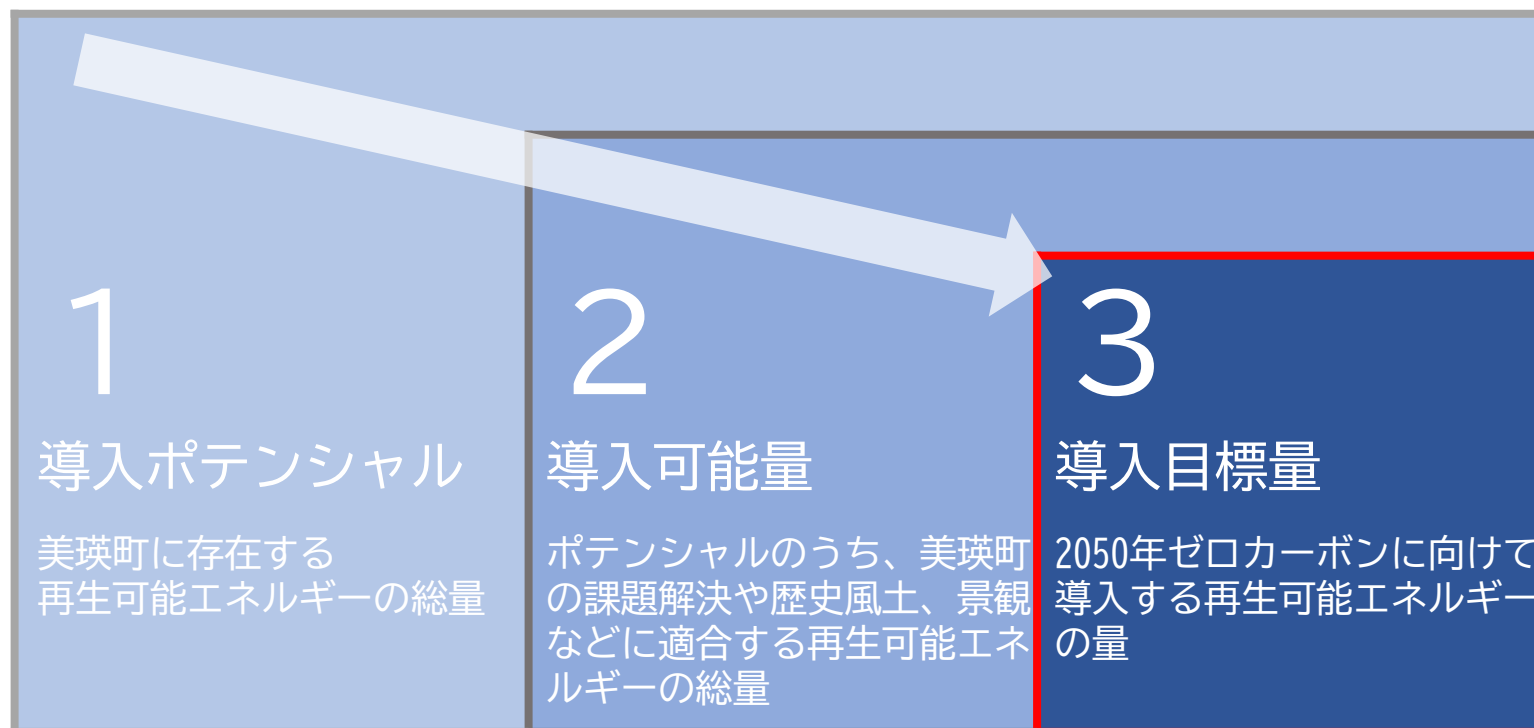 1
導入ポテンシャル
美瑛町に存在する
再生可能エネルギーの総量
2
導入可能量
ポテンシャルのうち、美瑛町
の課題解決や歴史風土、景観
などに適合する再生可能エネ
ルギーの総量
3
導入目標量
2050年ゼロカーボンに向けて
導入する再生可能エネルギー
の量